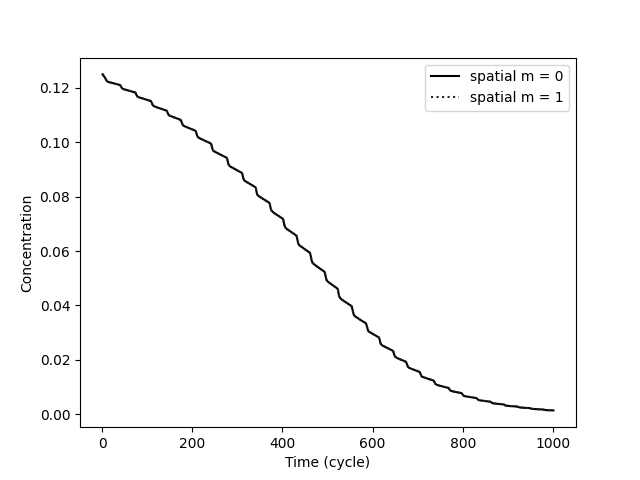 spatial m = 0
spatial m = 1
0.12
0.10
0.08
0.06
0.04
0.02
0.00
Concentration
0 200 400 600 800 1000
Time (cycle)